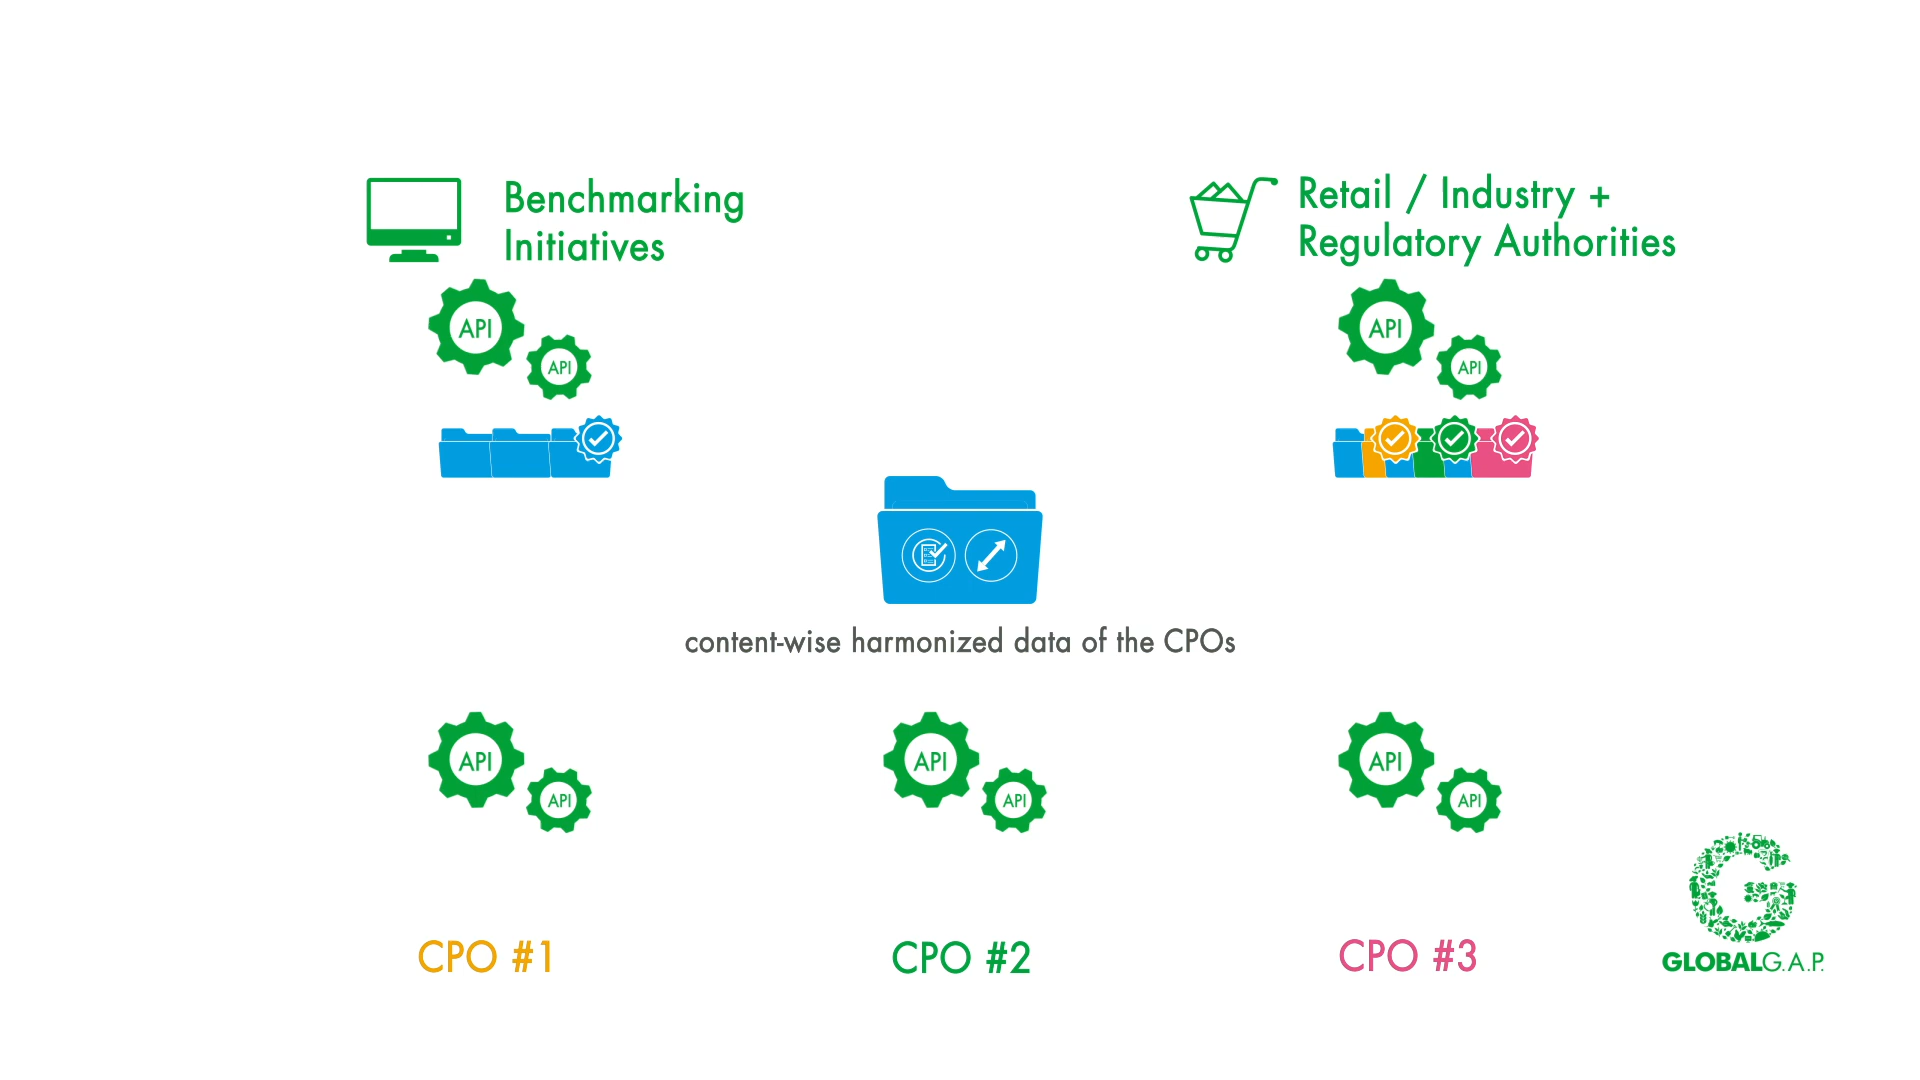 Benchmarking
Initiatives
Retail / Industry +
Regulatory Authorities
API
API
API
API
content-wise harmonized data of the CPOs
API
API
API
API
API
API
CPO #1
CPO #2
CPO #3
GLOBALG.A.P.